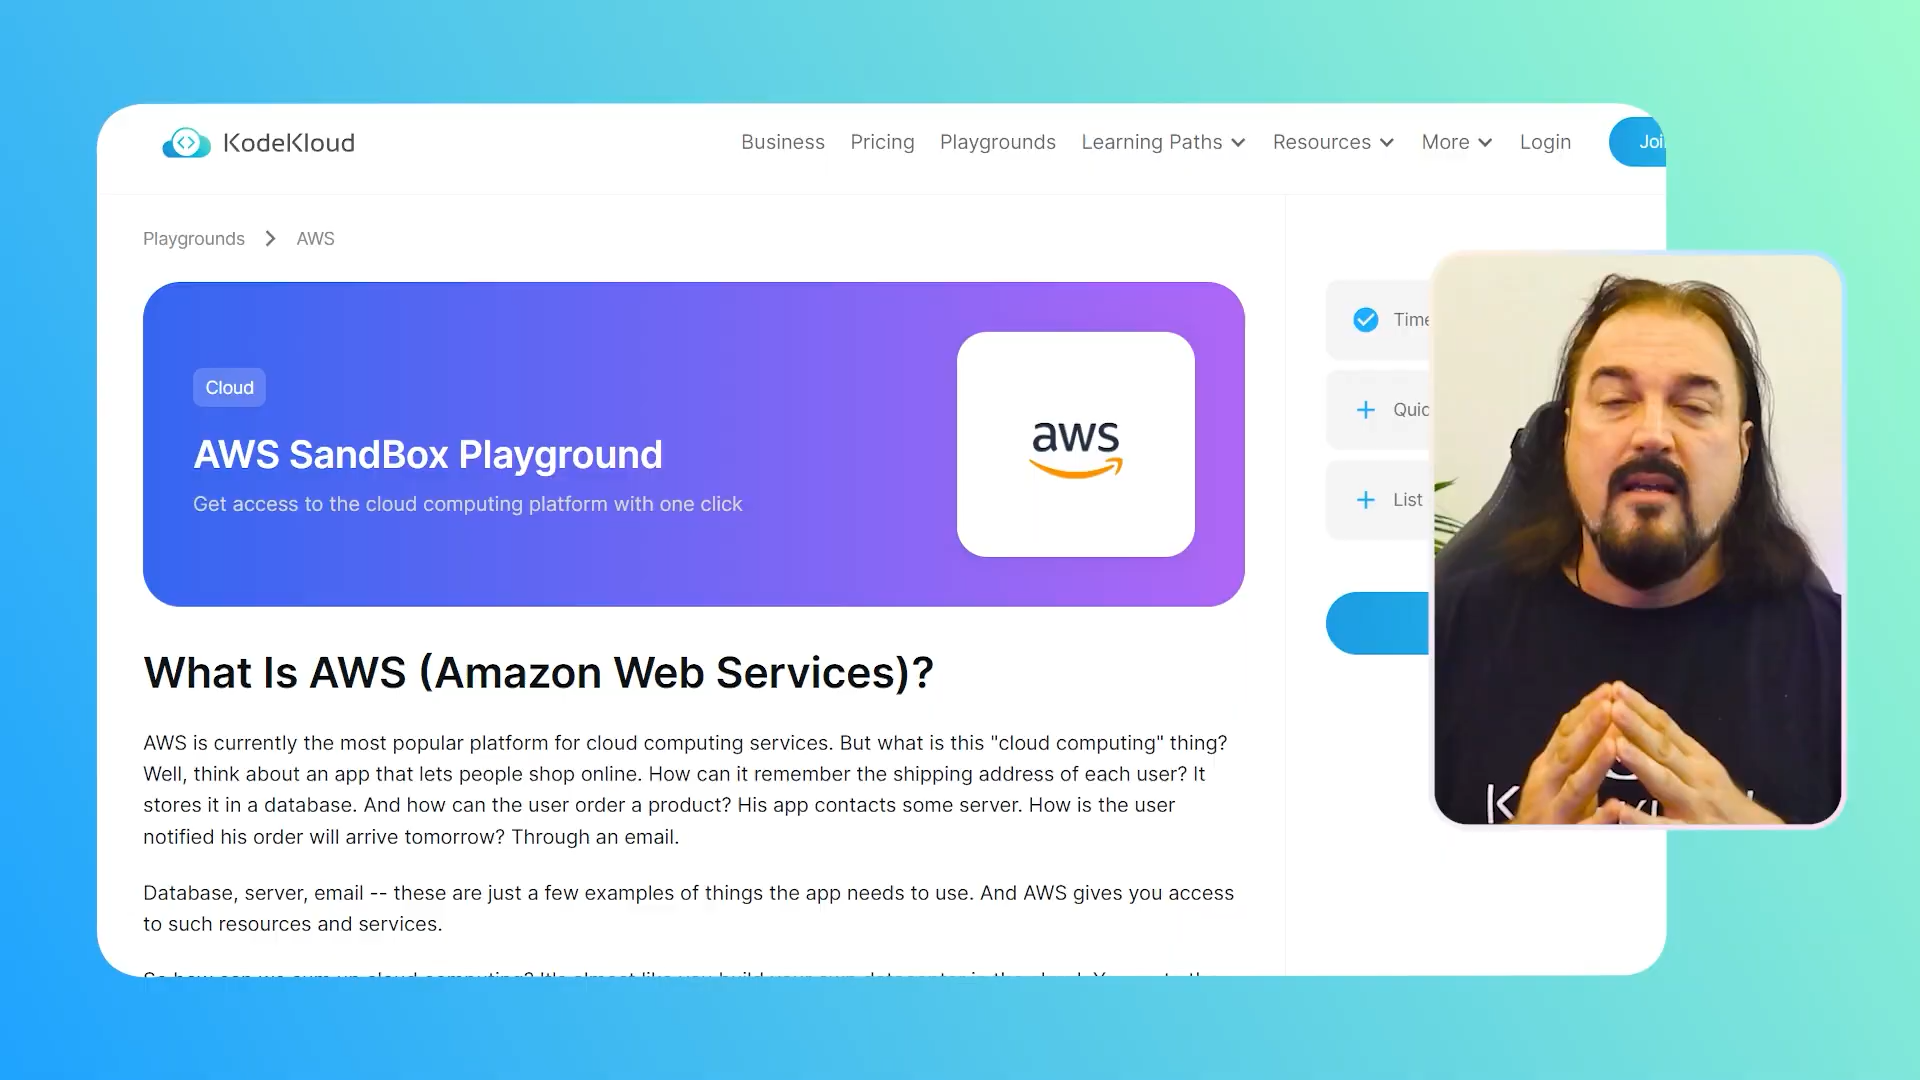 KodeKloud
Business Pricing Playgrounds Learning Paths Resources More Login
Playgrounds > AWS
Cloud
AWS SandBox Playground
Get access to the cloud computing platform with one click
aws
List
What Is AWS (Amazon Web Services)?
AWS is currently the most popular platform for cloud computing services. But what is this "cloud computing" thing?
Well, think about an app that lets people shop online. How can it remember the shipping address of each user? It
stores it in a database. And how can the user order a product? His app contacts some server. How is the user
notified his order will arrive tomorrow? Through an email.
Database, server, email -- these are just a few examples of things the app needs to use. And AWS gives you access
to such resources and services.